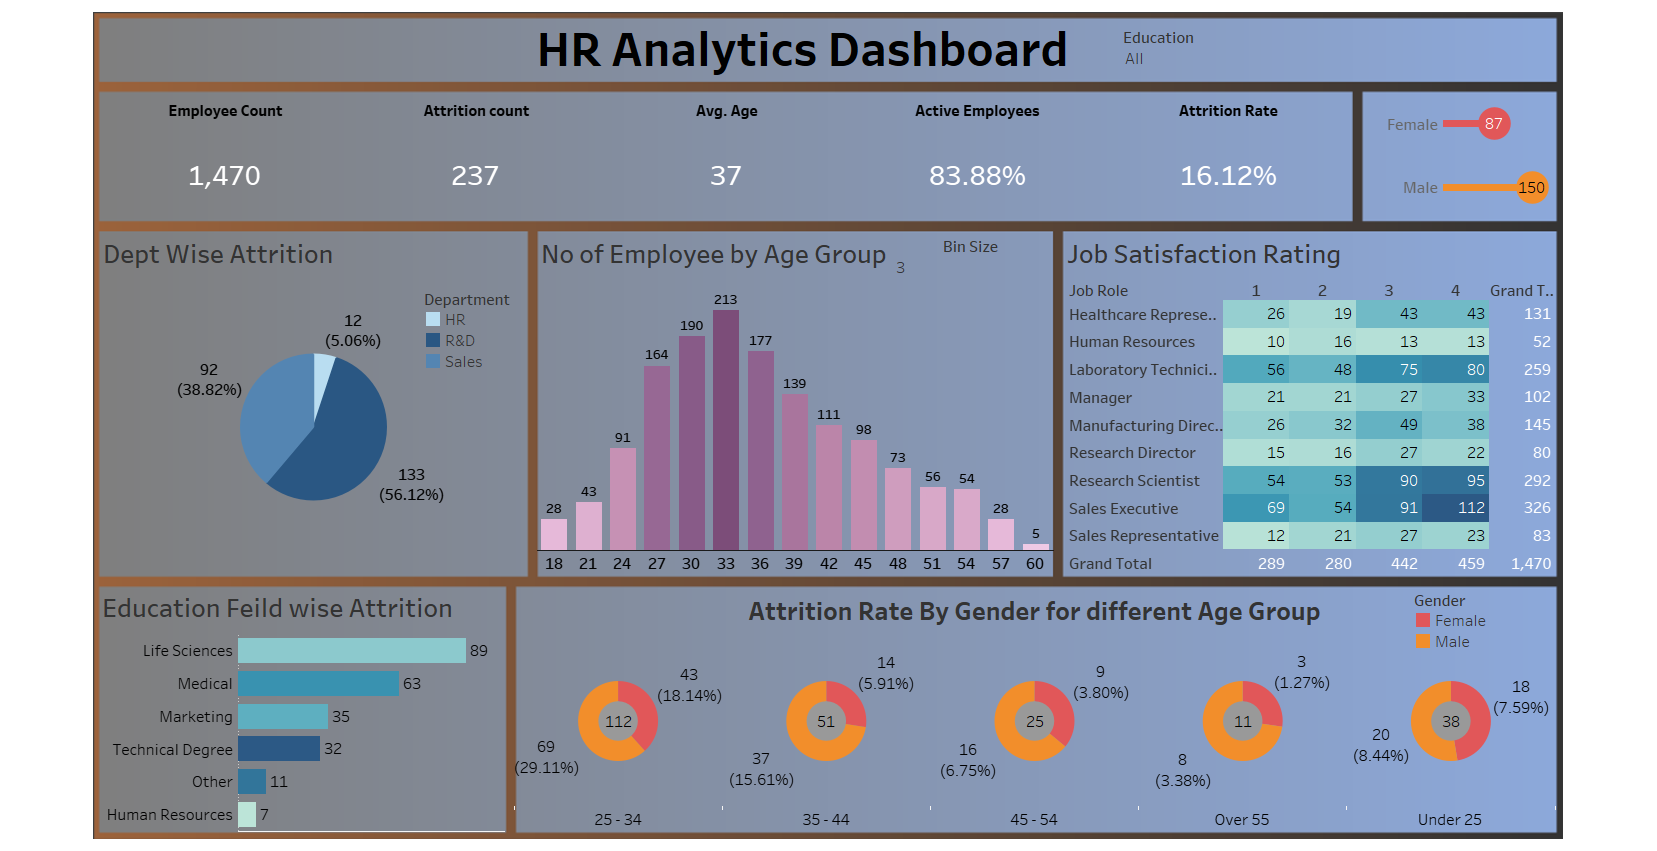 HR Analytics Dashboard
Education
All
Employee Count
Attrition count
Avg. Age
Active Employees
Attrition Rate
1,470
237
37
83.88%
16.12%
Female 87
Male 150
Dept Wise Attrition
Department
HR
R&D
Sales
12
(5.06%)
92
(38.82%)
133
(56.12%)
No of Employee by Age Group
Bin Size
3
28 43 91 164 190 213 177 139 111 98 73 56 54 28 5
18 21 24 27 30 33 36 39 42 45 48 51 54 57 60
Job Satisfaction Rating
Job Role 1 2 3 4 Grand T..
Healthcare Represe.. 26 19 43 43 131
Human Resources 10 16 13 13 52
Laboratory Technici.. 56 48 75 80 259
Manager 21 21 27 33 102
Manufacturing Direc.. 26 32 49 38 145
Research Director 15 16 27 22 80
Research Scientist 54 53 90 95 292
Sales Executive 69 54 91 112 326
Sales Representative 12 21 27 23 83
Grand Total 289 280 442 459 1,470
Education Feild wise Attrition
Life Sciences 89
Medical 63
Marketing 35
Technical Degree 32
Other 11
Human Resources 7
Attrition Rate By Gender for different Age Group
Gender
Female
Male
43
(18.14%)
112
69
(29.11%)
25 - 34
14
(5.91%)
51
37
(15.61%)
35 - 44
9
(3.80%)
25
16
(6.75%)
45 - 54
3
(1.27%)
11
8
(3.38%)
Over 55
18
(7.59%)
38
20
(8.44%)
Under 25